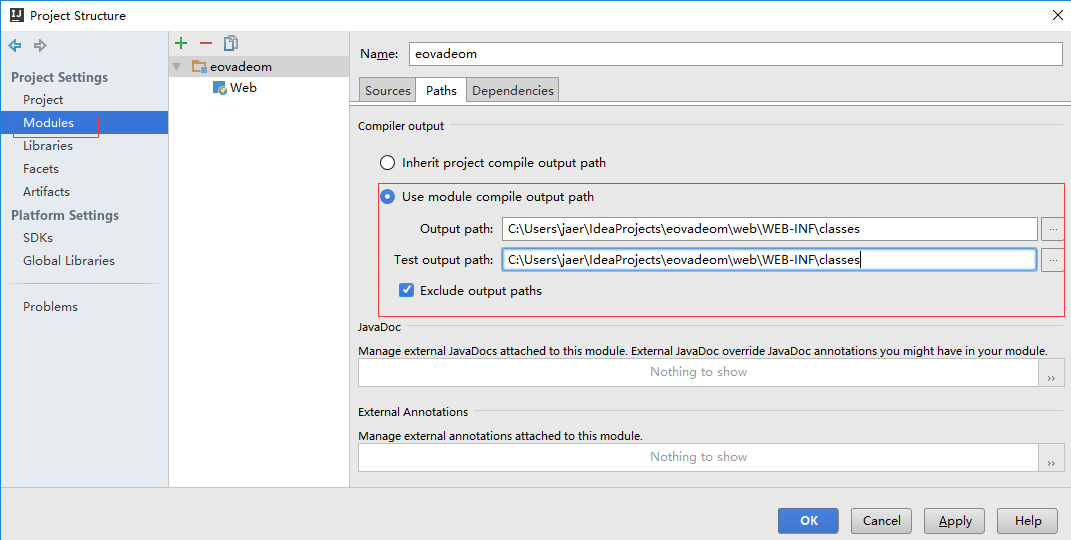 Project Structure
Project Settings
Project
Modules
Libraries
Facets
Artifacts
Platform Settings
SDKs
Global Libraries
Problems
eovadeom
Web
Name: eovadeom
Sources Paths Dependencies
Compiler output
Inherit project compile output path
Use module compile output path
Output path: C:\Users\jaer\IdeaProjects\eovadeom\web\WEB-INF\classes ...
Test output path: C:\Users\jaer\IdeaProjects\eovadeom\web\WEB-INF\classes ...
Exclude output paths
JavaDoc
Manage external JavaDocs attached to this module. External JavaDoc override JavaDoc annotations you might have in your module.
Nothing to show
External Annotations
Manage external annotations attached to this module.
Nothing to show
OK Cancel Apply Help